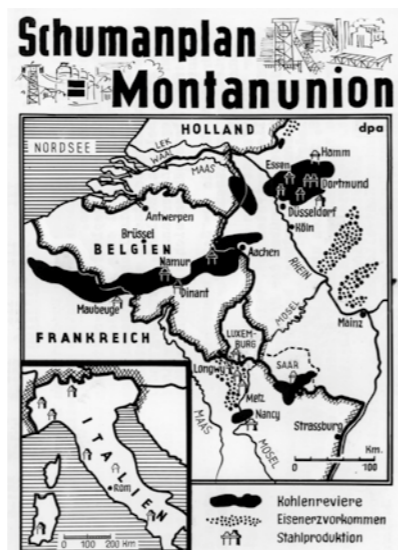 Schumanplan
= Montanunion
dpa
HOLLAND
NORDSEE
LEK
WAAL
MAAS
Hamm
Essen
Dortmund
Düsseldorf
Köln
Antwerpen
Brüssel
BELGIEN
Aachen
Namur
RHEIN
Dinant
Maubeuge
MOSEL
Mainz
FRANKREICH
LUXEM-
BURG
Longwy
SAAR
Metz
Nancy
Strassburg
MAAS
MOSEL
Km.
0 100
ITALIEN
Rom
0 100 200 Km
Kohlenreviere
Eisenerzvorkommen
Stahlproduktion